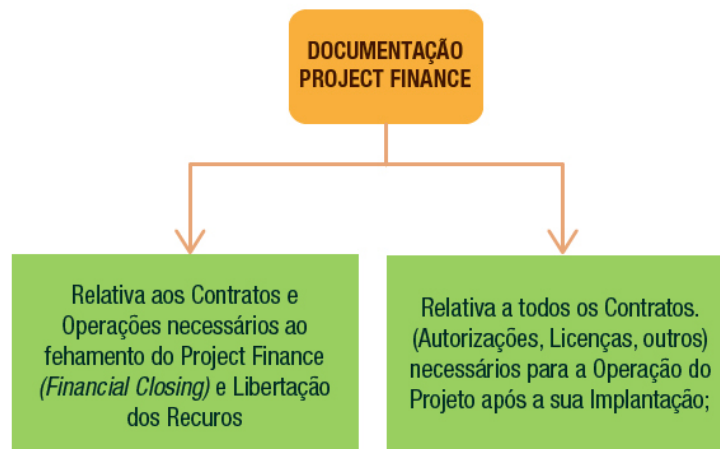 DOCUMENTAÇÃO
PROJECT FINANCE
Relativa aos Contratos e
Operações necessários ao
fehamento do Project Finance
(Financial Closing) e Libertação
dos Recuros
Relativa a todos os Contratos.
(Autorizações, Licenças, outros)
necessários para a Operação do
Projeto após a sua Implantação;